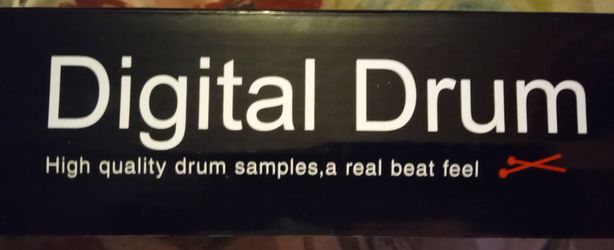 Digital Drum
High quality drum samples,a real beat feel